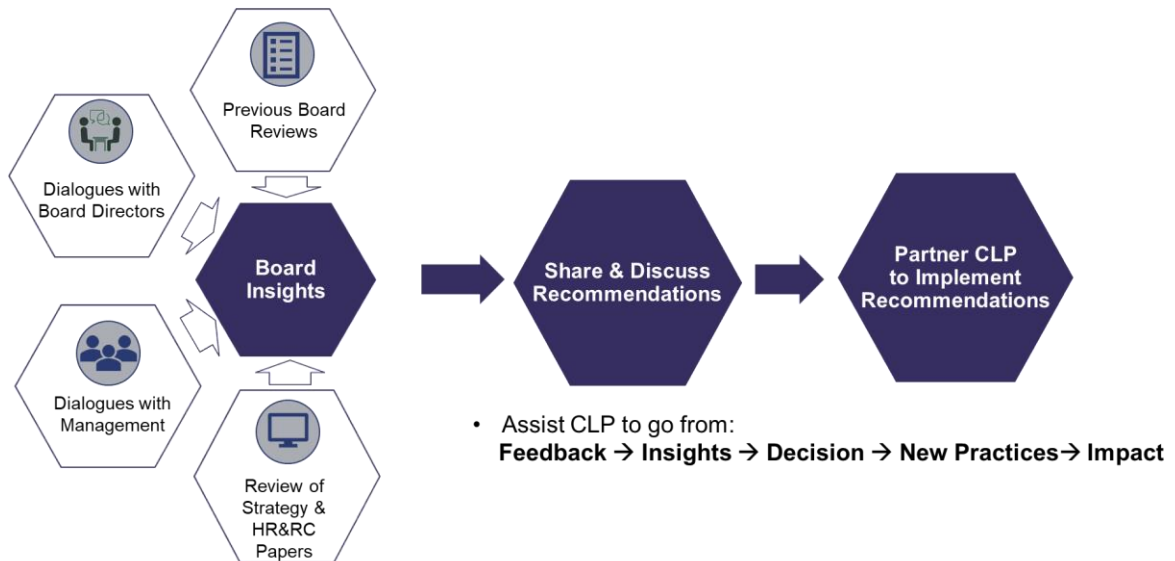 Previous Board
Reviews
Dialogues with
Board Directors
Board
Insights
Dialogues with
Management
Review of
Strategy &
HR&RC
Papers
Share & Discuss
Recommendations
Partner CLP
to Implement
Recommendations
• Assist CLP to go from:
Feedback → Insights → Decision → New Practices→ Impact